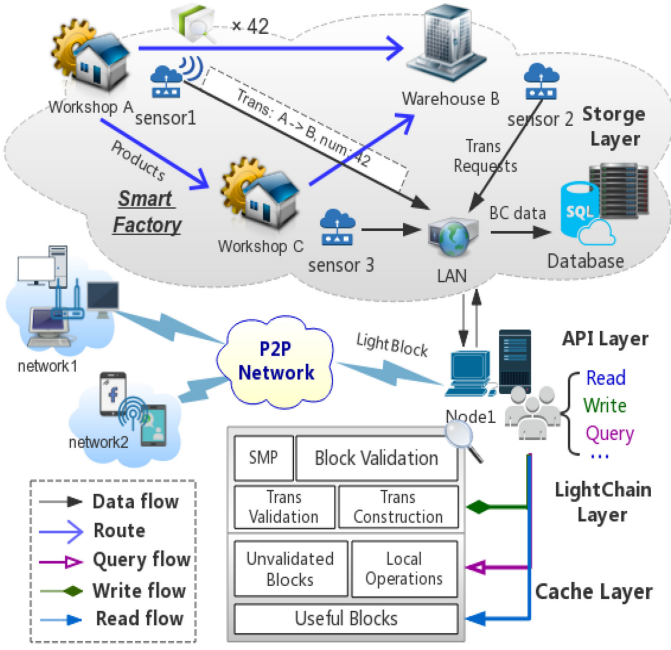 × 42
Workshop A
sensor1
Trans: A -> B, num: 42
Warehouse B
sensor 2
Storge
Layer
Trans
Requests
Products
Smart
Factory
Workshop C
sensor 3
LAN
BC data
SQL
Database
network1
P2P
Network
LightBlock
Node1
API Layer
Read
Write
Query
...
network2
SMP
Block Validation
Trans
Validation
Trans
Construction
LightChain
Layer
Unvalidated
Blocks
Local
Operations
Cache Layer
Useful Blocks
Data flow
Route
Query flow
Write flow
Read flow